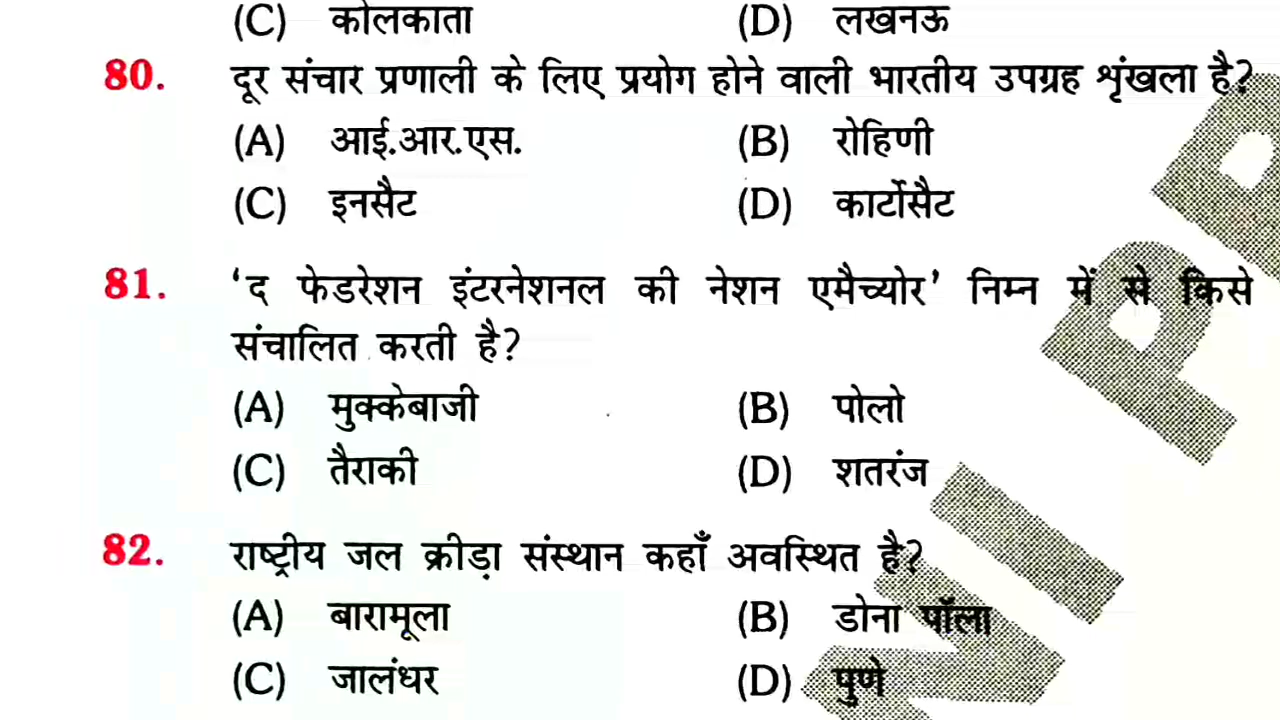 (C) कोलकाता (D) लखनऊ
80. दूर संचार प्रणाली के लिए प्रयोग होने वाली भारतीय उपग्रह शृंखला है?
(A) आई.आर.एस. (B) रोहिणी
(C) इनसैट (D) कार्टोसैट
81. ‘द फेडरेशन इंटरनेशनल की नेशन एमैच्योर’ निम्न में से किसे
संचालित करती है?
(A) मुक्केबाजी (B) पोलो
(C) तैराकी (D) शतरंज
82. राष्ट्रीय जल क्रीड़ा संस्थान कहाँ अवस्थित है?
(A) बारामूला (B) डोना पॉला
(C) जालंधर (D) पुणे